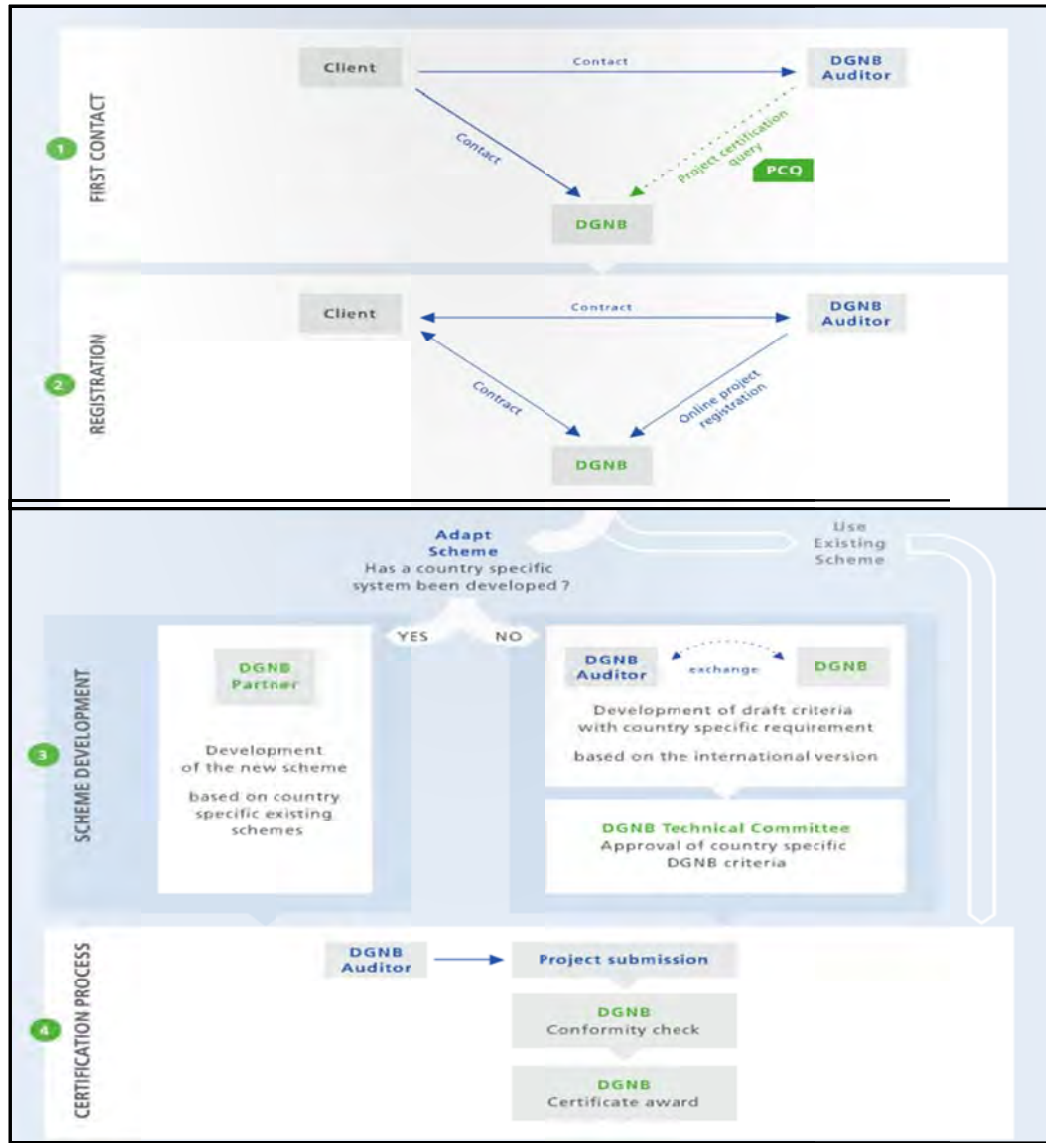 1
FIRST CONTACT
Client
Contact
DGNB
Auditor
Contact
Project certification
query
PCQ
DGNB
2
REGISTRATION
Client
Contract
DGNB
Auditor
Contract
Online project
registration
DGNB
Adapt
Scheme
Has a country specific
system been developed ?
Use
Existing
Scheme
YES
NO
3
SCHEME DEVELOPMENT
DGNB
Partner
Development
of the new scheme
based on country
specific existing
schemes
DGNB
Auditor
exchange
DGNB
Development of draft criteria
with country specific requirement
based on the international version
DGNB Technical Committee
Approval of country specific
DGNB criteria
4
CERTIFICATION PROCESS
DGNB
Auditor
Project submission
DGNB
Conformity check
DGNB
Certificate award